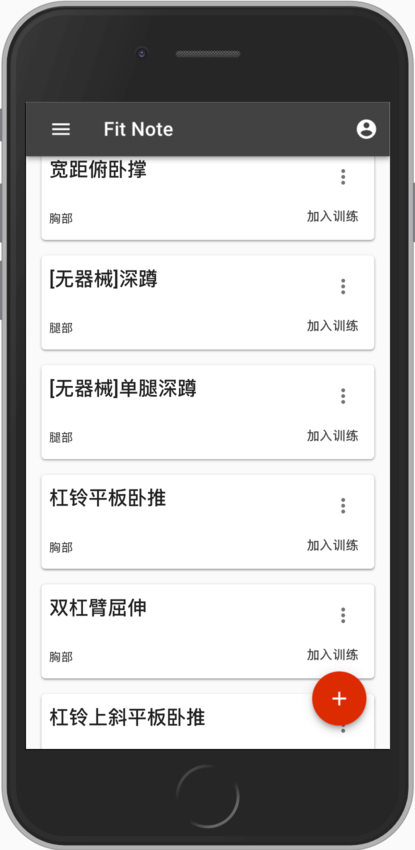 Fit Note
宽距俯卧撑
胸部
加入训练
[无器械]深蹲
腿部
加入训练
[无器械]单腿深蹲
腿部
加入训练
杠铃平板卧推
胸部
加入训练
双杠臂屈伸
胸部
加入训练
杠铃上斜平板卧推